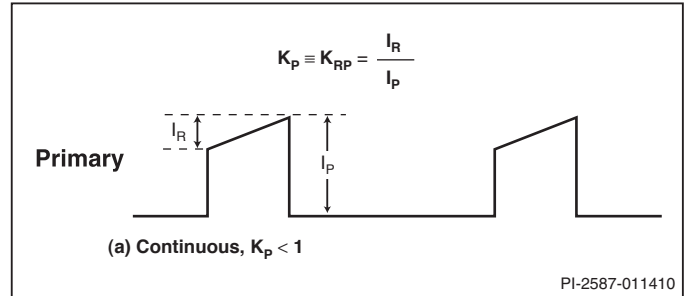 K_P ≡ K_RP = I_R / I_P
I_R
Primary
I_P
(a) Continuous, K_P < 1
PI-2587-011410